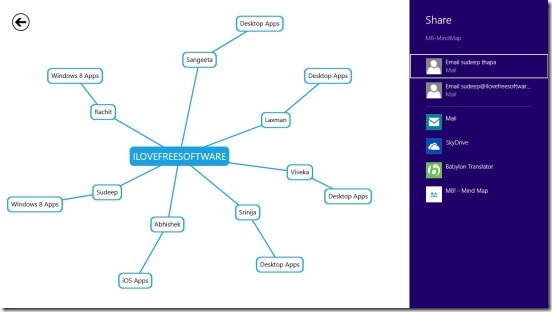 Desktop Apps
Sangeeta
Windows 8 Apps
Desktop Apps
Rachit
Laxman
ILOVEFREESOFTWARE
Viveka
Sudeep
Desktop Apps
Windows 8 Apps
Srinija
Abhishek
Desktop Apps
iOS Apps
Share
MB-MindMap
Email sudeep thapa
Mail
Email sudeep@ilovefreesoftwar...
Mail
Mail
SkyDrive
Babylon Translator
MB! - Mind Map